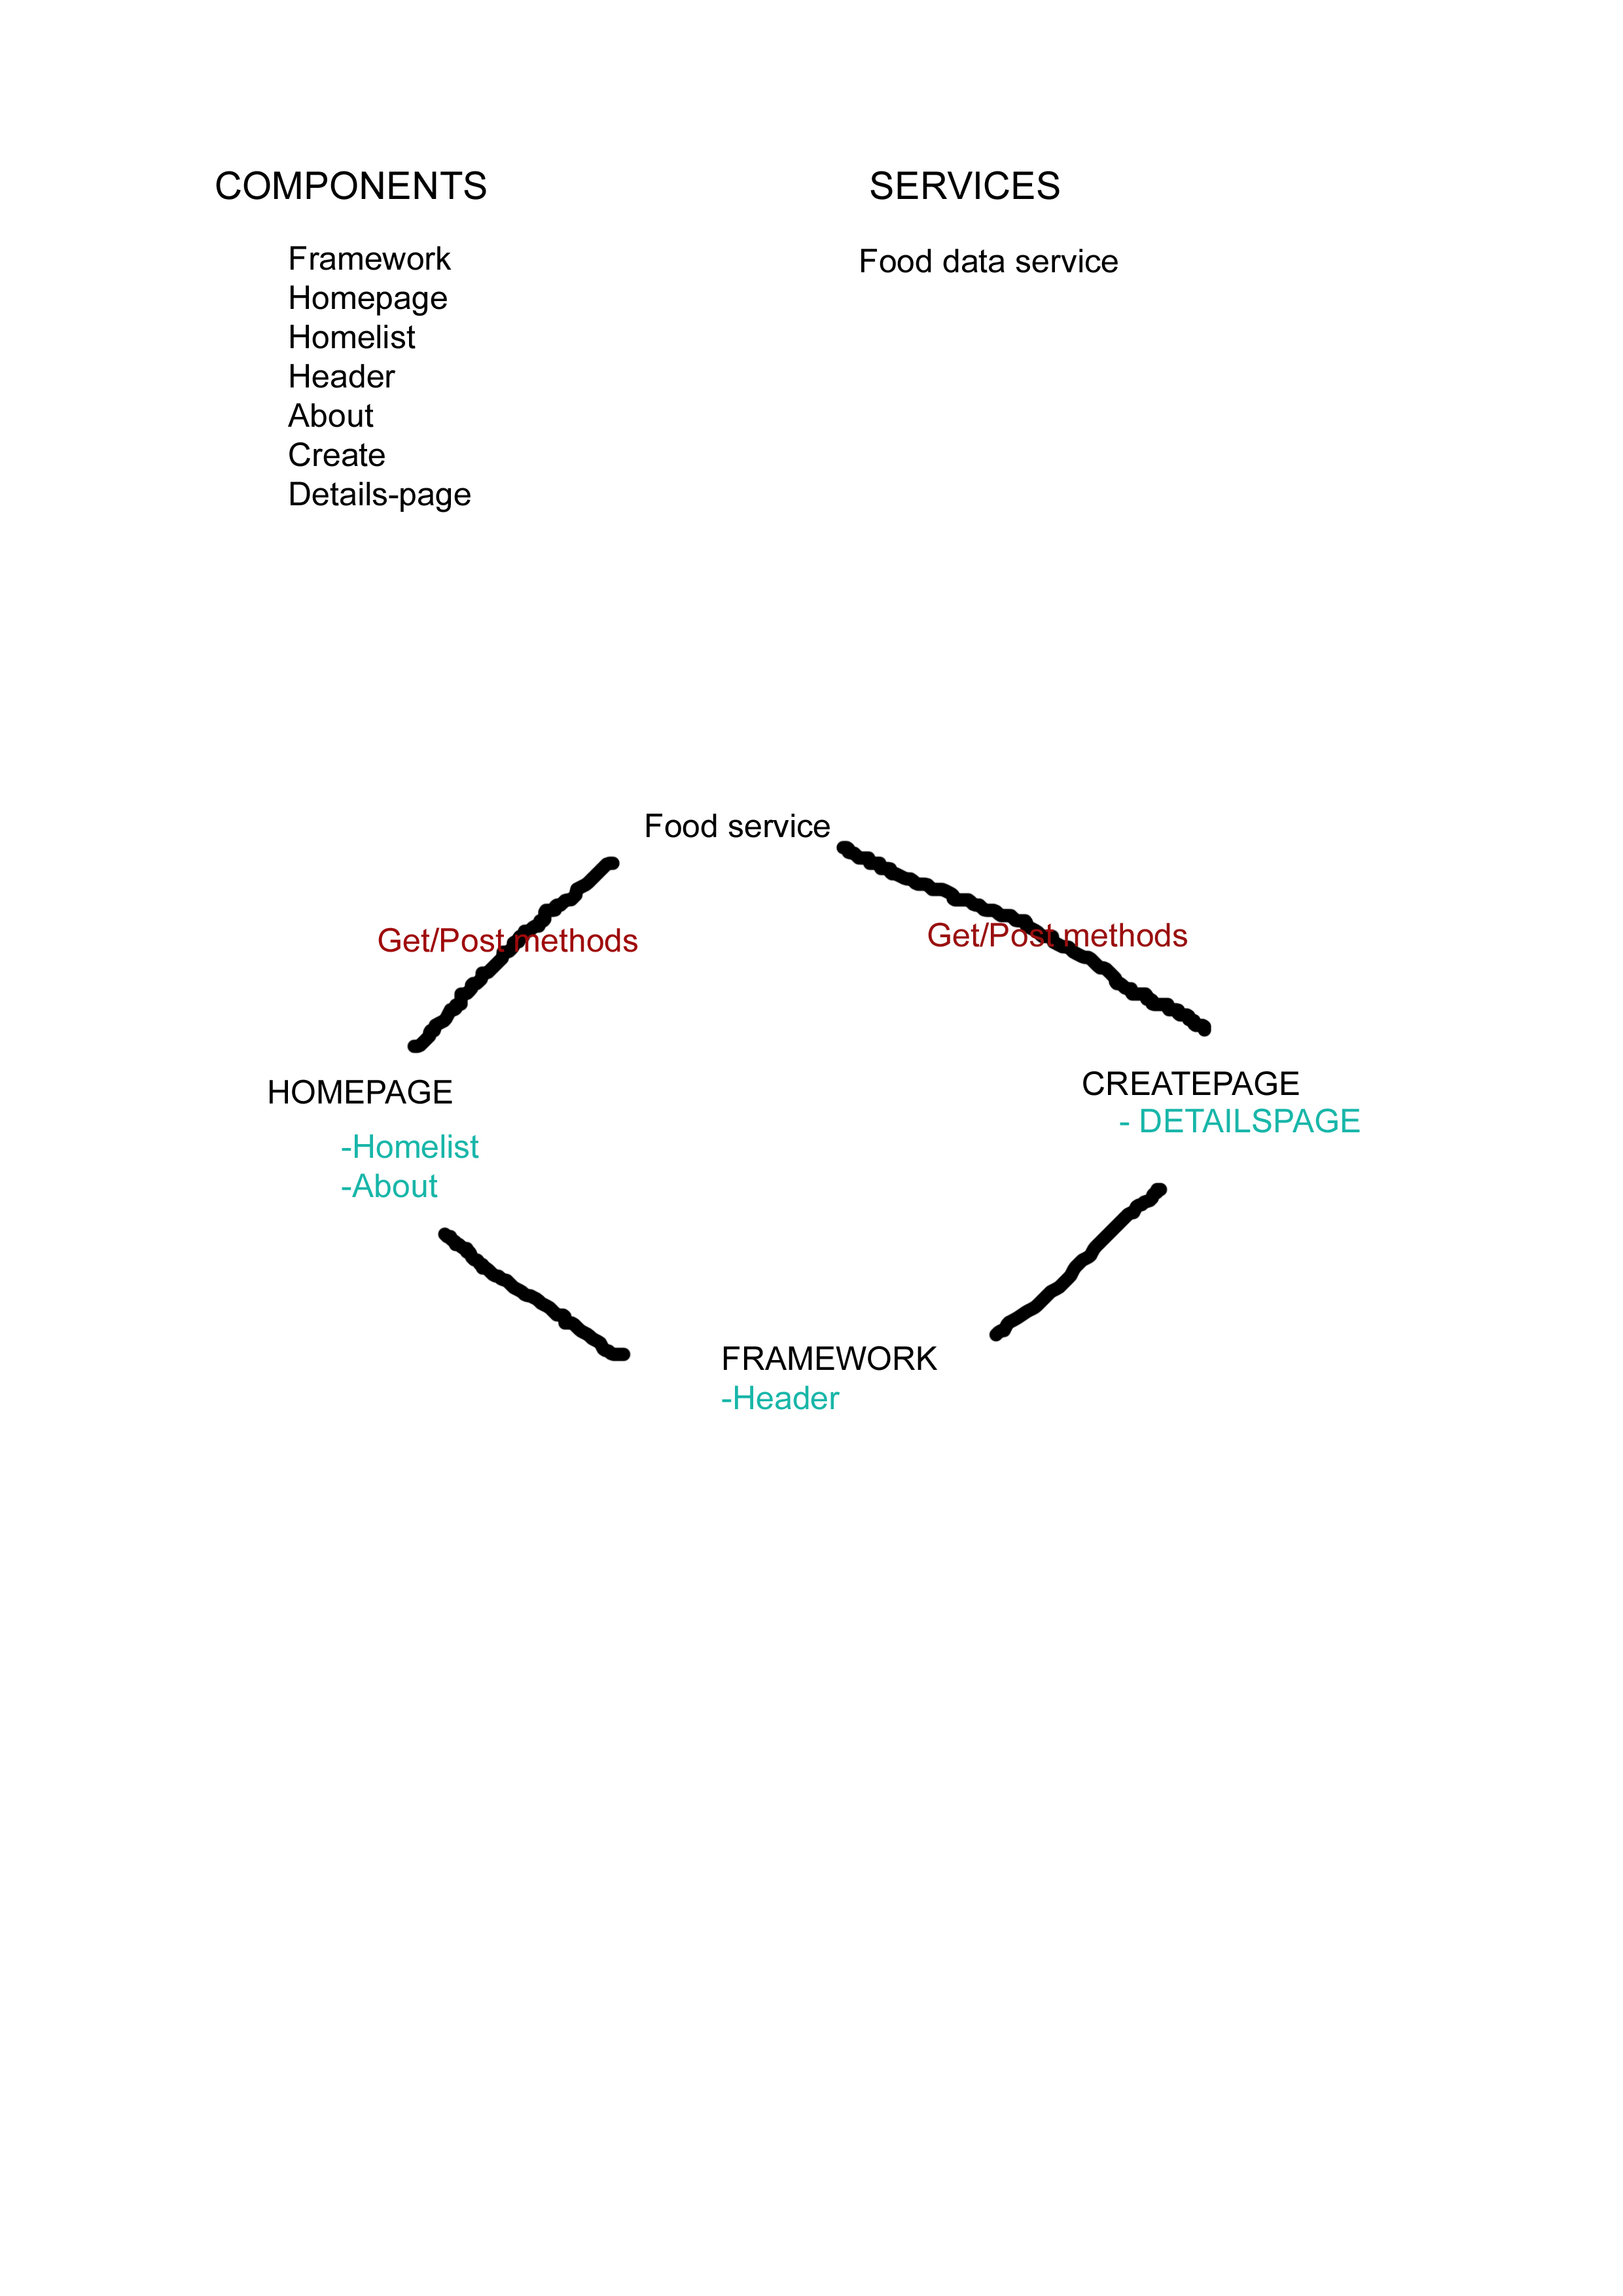 COMPONENTS
Framework
Homepage
Homelist
Header
About
Create
Details-page
SERVICES
Food data service
Food service
Get/Post methods
Get/Post methods
HOMEPAGE
-Homelist
-About
CREATEPAGE
- DETAILSPAGE
FRAMEWORK
-Header